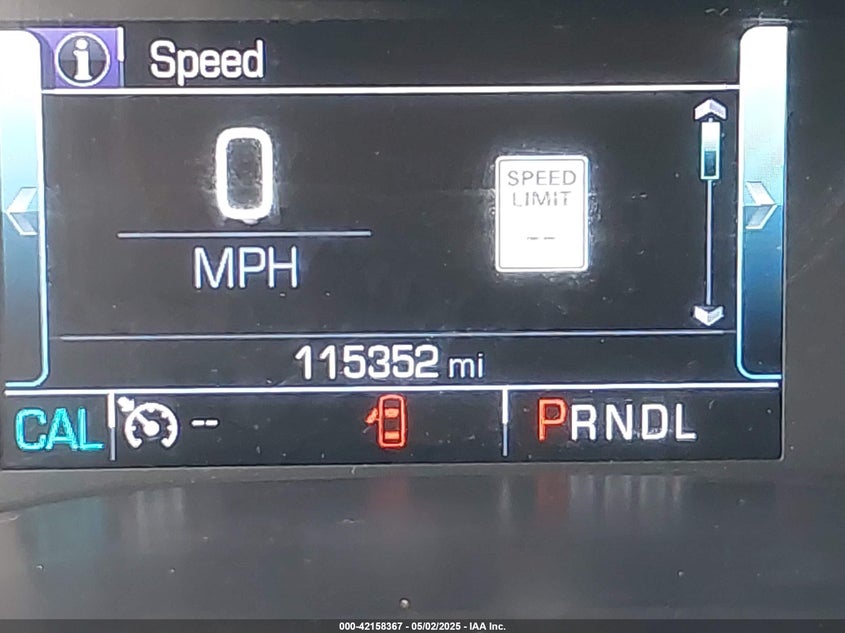 Speed
0
MPH
SPEED
LIMIT
--
115352 mi
CAL
--
PRNDL
000-42158367 - 05/02/2025 - IAA Inc.